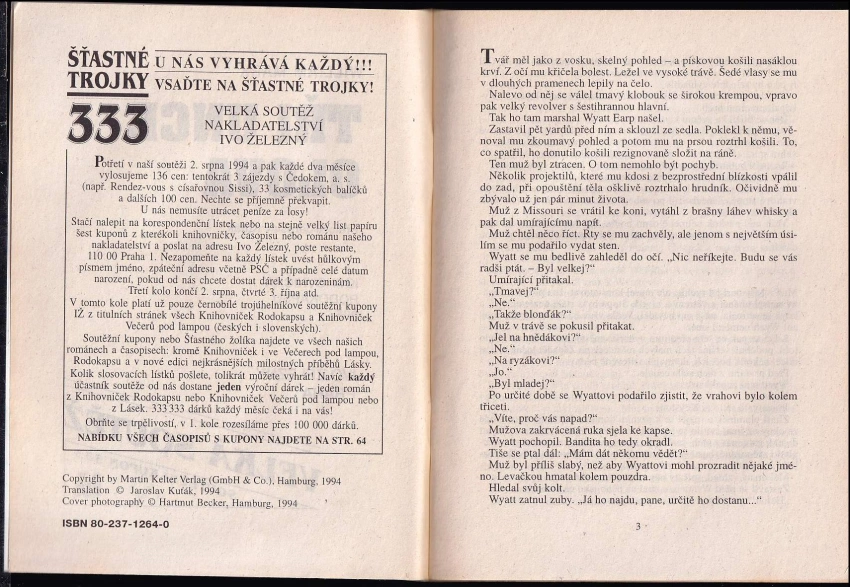 ŠŤASTNÉ
TROJKY
333
U NÁS VYHRÁVÁ KAŽDÝ!!!
VSAĎTE NA ŠŤASTNÉ TROJKY!
VELKÁ SOUTĚŽ
NAKLADATELSTVÍ
IVO ŽELEZNÝ
Potřetí v naší soutěži 2. srpna 1994 a pak každé dva měsíce
vylosujeme 136 cen: tentokrát 3 zájezdy s Čedokem, a. s.
(např. Rendez-vous s císařovnou Sissi), 33 kosmetických balíčků
a dalších 100 cen. Nechte se příjemně překvapit.
U nás nemusíte utrácet peníze za losy!
Stačí nalepit na korespondenční lístek nebo na stejně velký list papíru
šest kuponů z kterékoli knihovničky, časopisu nebo románu našeho
nakladatelství a poslat na adresu Ivo Železný, poste restante,
110 00 Praha 1. Nezapomeňte na každý lístek uvést hůlkovým
písmem jméno, zpáteční adresu včetně PSČ a případně celé datum
narození, pokud od nás chcete dostat dárek k narozeninám.
Třetí kolo končí 2. srpna, čtvrté 3. října atd.
V tomto kole platí už pouze černobílé trojúhelníkové soutěžní kupony
IŽ z titulních stránek všech Knihovniček Rodokapsu a Knihovniček
Večerů pod lampou (českých i slovenských).
Soutěžní kupony nebo Šťastného žolíka najdete ve všech našich
románech a časopisech: kromě Knihovniček i ve Večerech pod lampou,
Rodokapsu a v nové edici nejkrásnějších milostných příběhů Lásky.
Kolik slosovacích lístků pošlete, tolikrát můžete vyhrát! Navíc každý
účastník soutěže od nás dostane jeden výroční dárek – jeden román
z Knihovniček Rodokapsu nebo Knihovniček Večerů pod lampou nebo
z Lásek. 333 333 dárků každý měsíc čeká i na vás!
Obrňte se trpělivostí, v 1. kole rozesíláme přes 100 000 dárků.
NABÍDKU VŠECH ČASOPISŮ S KUPONY NAJDETE NA STR. 64
Copyright by Martin Kelter Verlag (GmbH & Co.), Hamburg, 1994
Translation © Jaroslav Kuťák, 1994
Cover photography © Hartmut Becker, Hamburg, 1994
ISBN 80-237-1264-0
Tvář měl jako z vosku, skelný pohled – a pískovou košili nasáklou
krví. Z očí mu křičela bolest. Ležel ve vysoké trávě. Šedé vlasy se mu
v dlouhých pramenech lepily na čelo.
Nalevo od něj se válel tmavý klobouk se širokou krempou, vpravo
pak velký revolver s šestihrannou hlavní.
Tak ho tam marshal Wyatt Earp našel.
Zastavil pět yardů před ním a sklouzl ze sedla. Poklekl k němu, vě-
noval mu zkoumavý pohled a potom mu na prsou roztrhl košili. To,
co spatřil, ho donutilo košili rezignovaně složit na ráně.
Ten muž byl ztracen. O tom nemohlo být pochyb.
Několik projektilů, které mu kdosi z bezprostřední blízkosti vpálil
do zad, při opouštění těla ošklivě roztrhalo hrudník. Očividně mu
zbývalo už jen pár minut života.
Muž z Missouri se vrátil ke koni, vytáhl z brašny láhev whisky a
pak dal umírajícímu napít.
Muž chtěl něco říct. Rty se mu zachvěly, ale jenom s největším úsi-
lím se mu podařilo vydat sten.
Wyatt se mu bedlivě zahleděl do očí. „Nic neříkejte. Budu se vás
radši ptát. – Byl velkej?“
Umírající přitakal.
„Tmavej?“
„Ne.“
„Takže blonďák?“
Muž v trávě se pokusil přitakat.
„Jel na hnědákovi?“
„Ne.“
„Na ryzákovi?“
„Jo.“
„Byl mladej?“
Po určité době se Wyattovi podařilo zjistit, že vrahovi bylo kolem
třiceti.
„Víte, proč vás napad?“
Mužova zakrvácená ruka sjela ke kapse.
Wyatt pochopil. Bandita ho tedy okradl.
Tiše se ptal dál: „Mám dát někomu vědět?“
Muž byl příliš slabý, než aby Wyattovi mohl prozradit nějaké jmé-
no. Levačkou hmatal kolem pouzdra.
Hledal svůj kolt.
Wyatt zatnul zuby. „Já ho najdu, pane, určitě ho dostanu...“
3